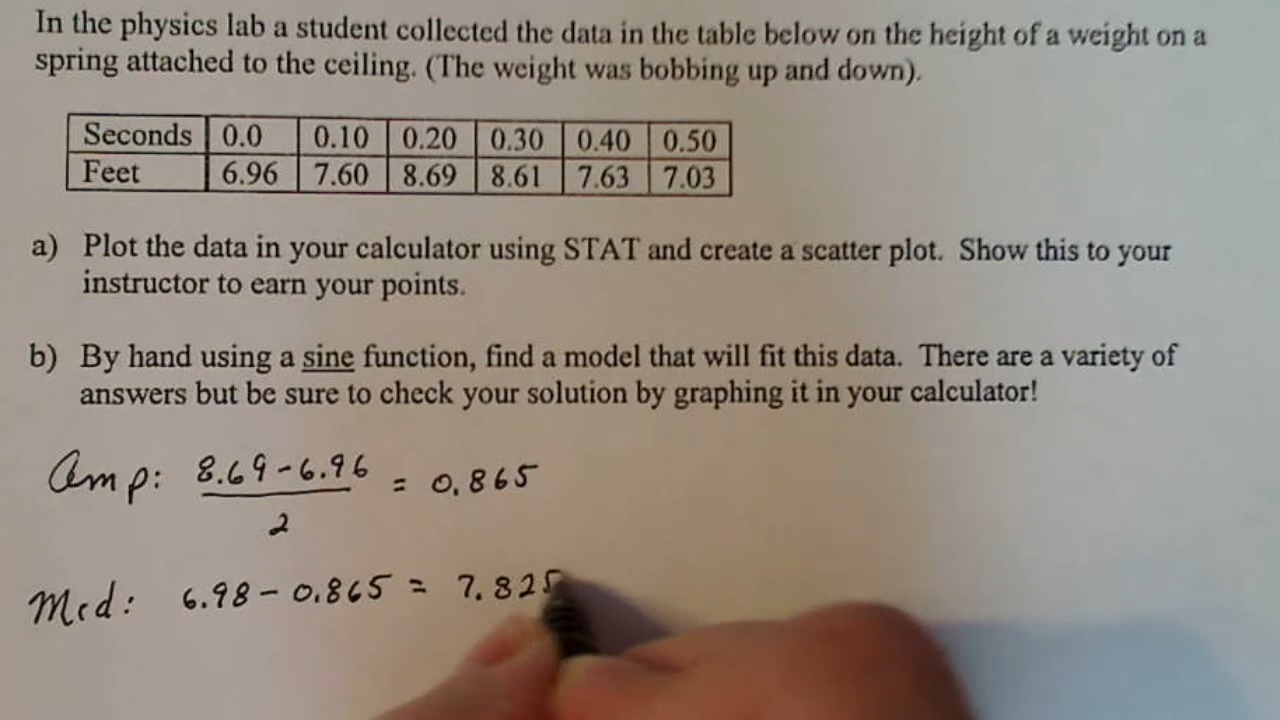 In the physics lab a student collected the data in the table below on the height of a weight on a
spring attached to the ceiling. (The weight was bobbing up and down).
Seconds 0.0 0.10 0.20 0.30 0.40 0.50
Feet 6.96 7.60 8.69 8.61 7.63 7.03
a) Plot the data in your calculator using STAT and create a scatter plot. Show this to your
instructor to earn your points.
b) By hand using a sine function, find a model that will fit this data. There are a variety of
answers but be sure to check your solution by graphing it in your calculator!
Amp: 8.69-6.96
= 0.865
2
Mid: 6.98-0.865 = 7.825